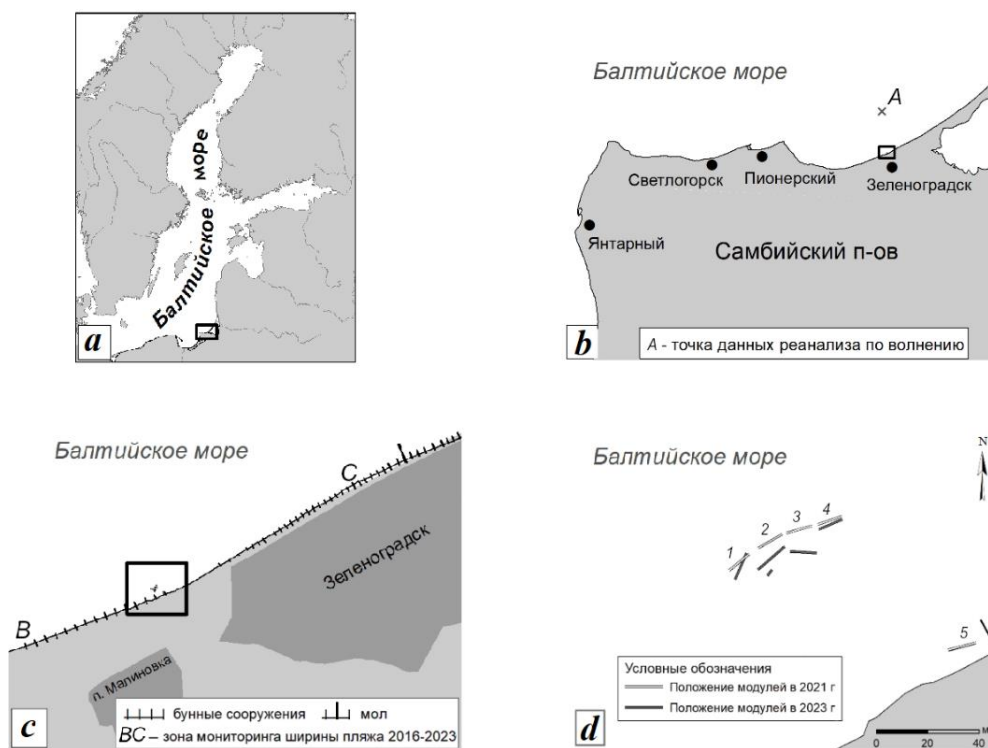 Балтийское
море
a
Балтийское море
A
Светлогорск
Пионерский
Зеленоградск
Янтарный
Самбийский п-ов
b
A - точка данных реанализа по волнению
Балтийское море
C
Зеленоградск
B
п. Малиновка
c
бунные сооружения мол
BC – зона мониторинга ширины пляжа 2016-2023
N
Балтийское море
1
2
3
4
5
Условные обозначения
Положение модулей в 2021 г
Положение модулей в 2023 г
d
0 20 40